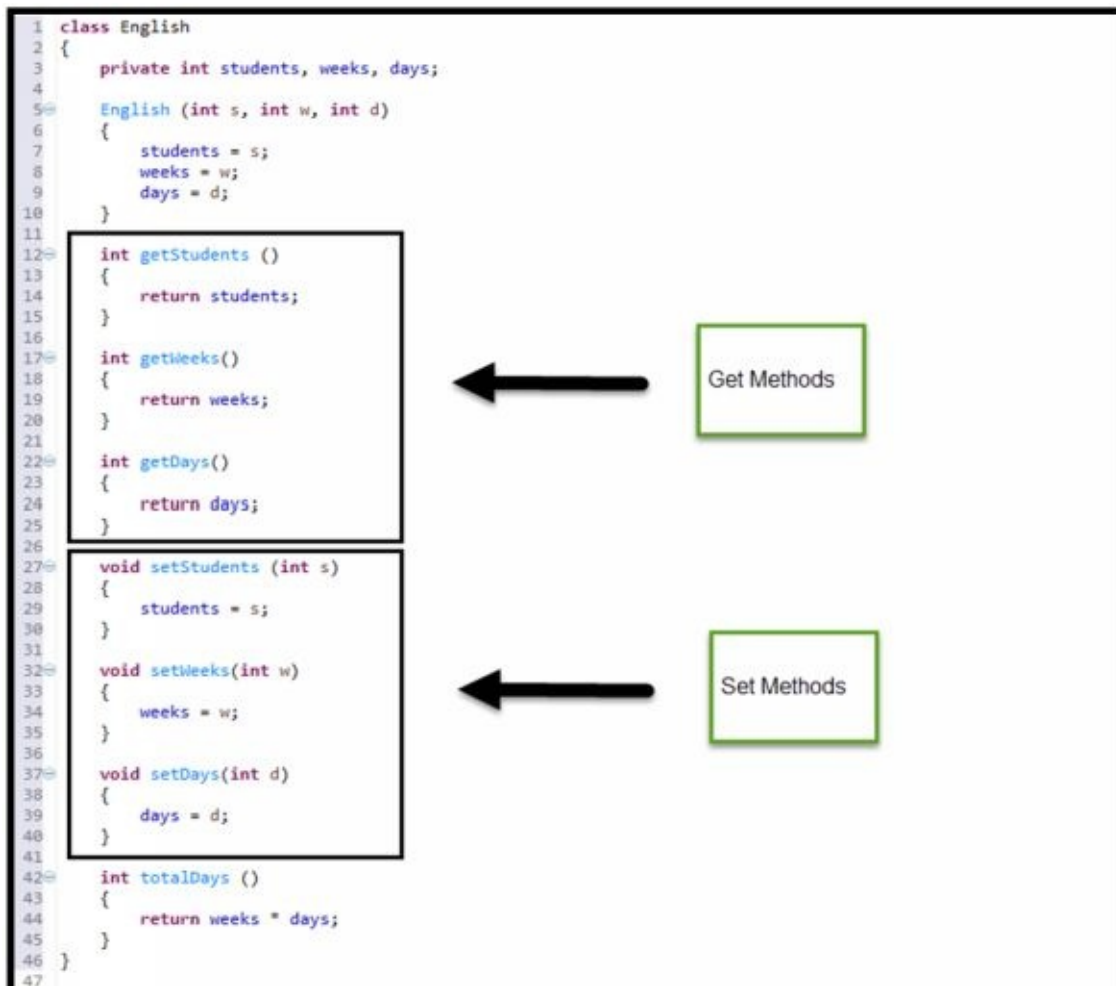 1 class English
2 {
3 private int students, weeks, days;
4
5 English (int s, int w, int d)
6 {
7 students = s;
8 weeks = w;
9 days = d;
10 }
11
12 int getStudents ()
13 {
14 return students;
15 }
16
17 int getWeeks()
18 {
19 return weeks;
20 }
21
22 int getDays()
23 {
24 return days;
25 }
26
27 void setStudents (int s)
28 {
29 students = s;
30 }
31
32 void setWeeks(int w)
33 {
34 weeks = w;
35 }
36
37 void setDays(int d)
38 {
39 days = d;
40 }
41
42 int totalDays ()
43 {
44 return weeks * days;
45 }
46 }
47
Get Methods
Set Methods